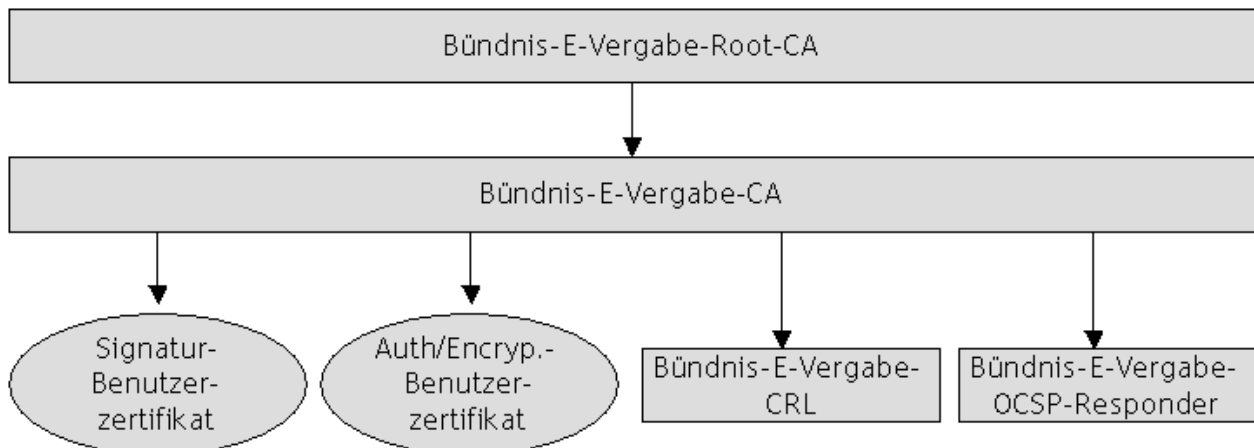 Bündnis-E-Vergabe-Root-CA
Bündnis-E-Vergabe-CA
Signatur-
Benutzer-
zertifikat
Auth/Encryp.-
Benutzer-
zertifikat
Bündnis-E-Vergabe-
CRL
Bündnis-E-Vergabe-
OCSP-Responder